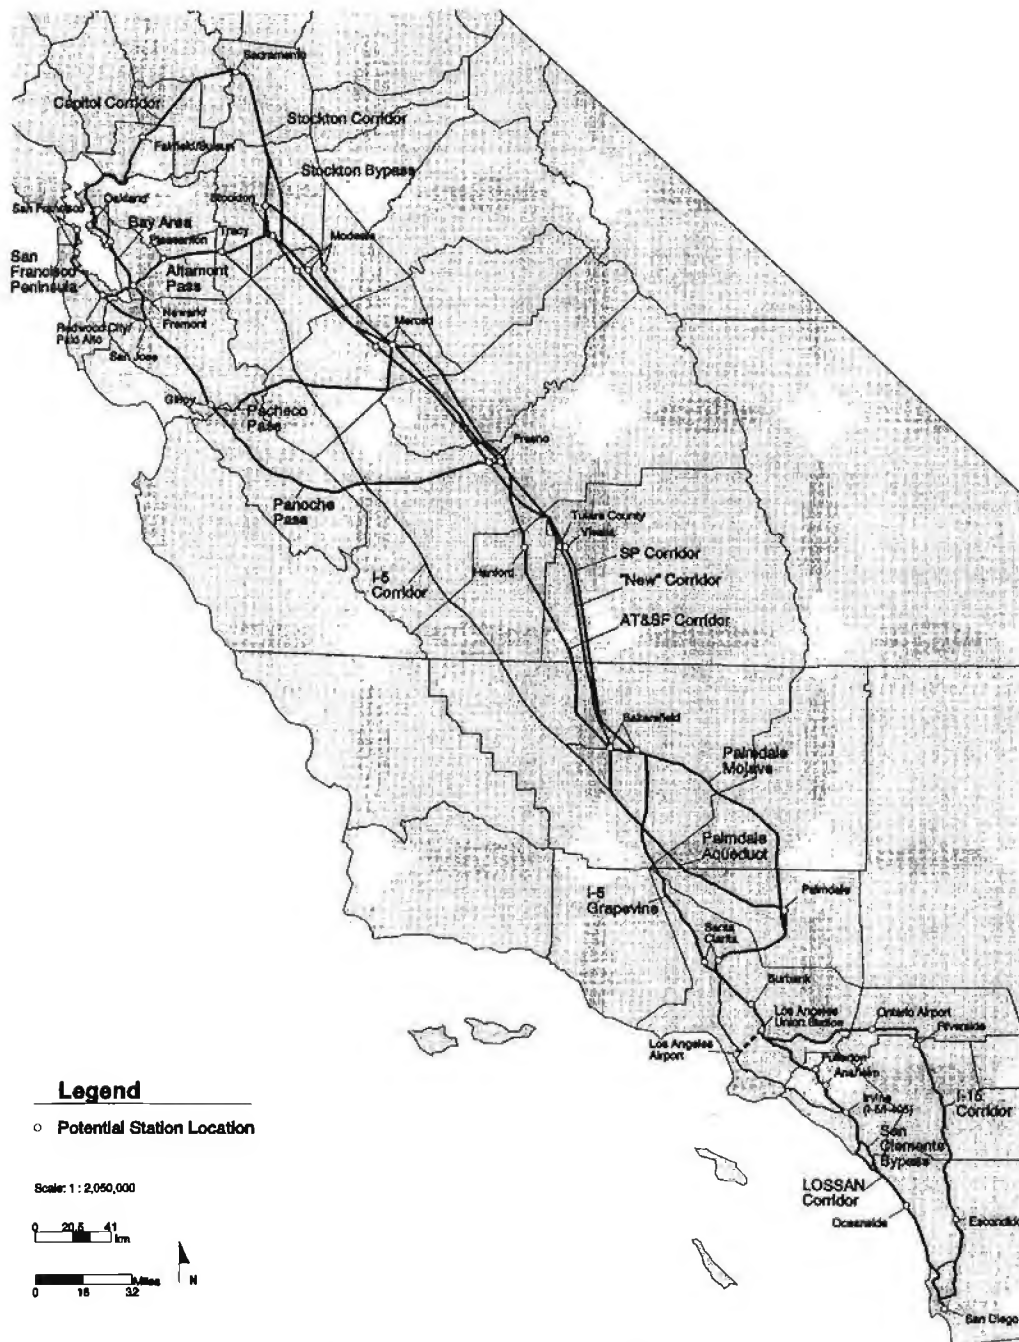 Sacramento
Capitol Corridor
Stockton Corridor
Fairfield/Suisun
Stockton Bypass
Oakland
San Francisco
Stockton
Bay Area
Pleasanton
Tracy
Modesto
San
Francisco
Peninsula
Altamont
Pass
Newark/
Fremont
Redwood City/
Palo Alto
San Jose
Merced
Gilroy
Pacheco
Pass
Fresno
Panoche
Pass
Tulare County/
Visalia
SP Corridor
I-5
Corridor
Hanford
"New" Corridor
AT&SF Corridor
Bakersfield
Palmdale
Mojave
Palmdale
Aqueduct
I-5
Grapevine
Palmdale
Santa
Clarita
Burbank
Los Angeles
Union Station
Ontario Airport
Riverside
Los Angeles
Airport
Fullerton
Anaheim
Irvine
(I-5/I-405)
I-15
Corridor
San
Clemente
Bypass
LOSSAN
Corridor
Oceanside
Escondido
San Diego
Legend
Potential Station Location
Scale: 1 : 2,050,000
0 20.5 41
km
Miles
0 16 32
N